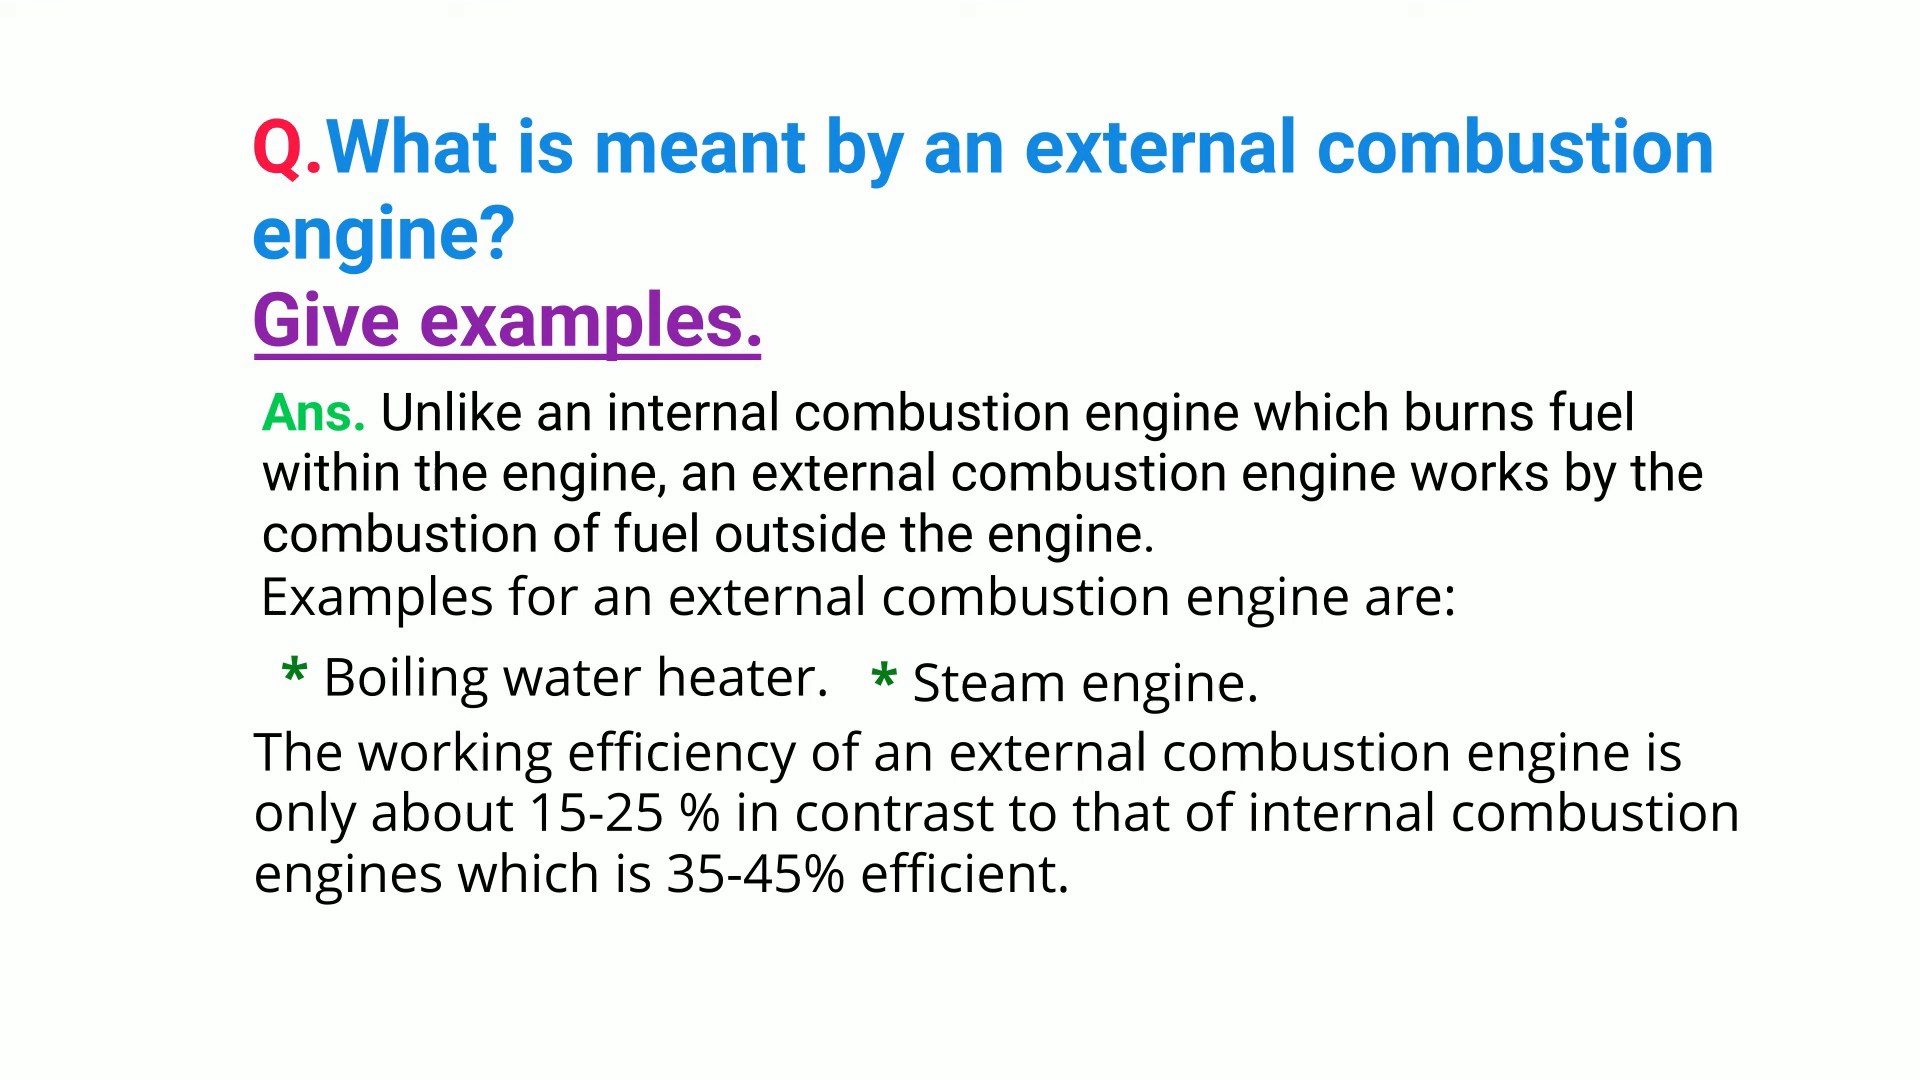 Q.What is meant by an external combustion
engine?
Give examples.
Ans. Unlike an internal combustion engine which burns fuel
within the engine, an external combustion engine works by the
combustion of fuel outside the engine.
Examples for an external combustion engine are:
* Boiling water heater. * Steam engine.
The working efficiency of an external combustion engine is
only about 15-25 % in contrast to that of internal combustion
engines which is 35-45% efficient.